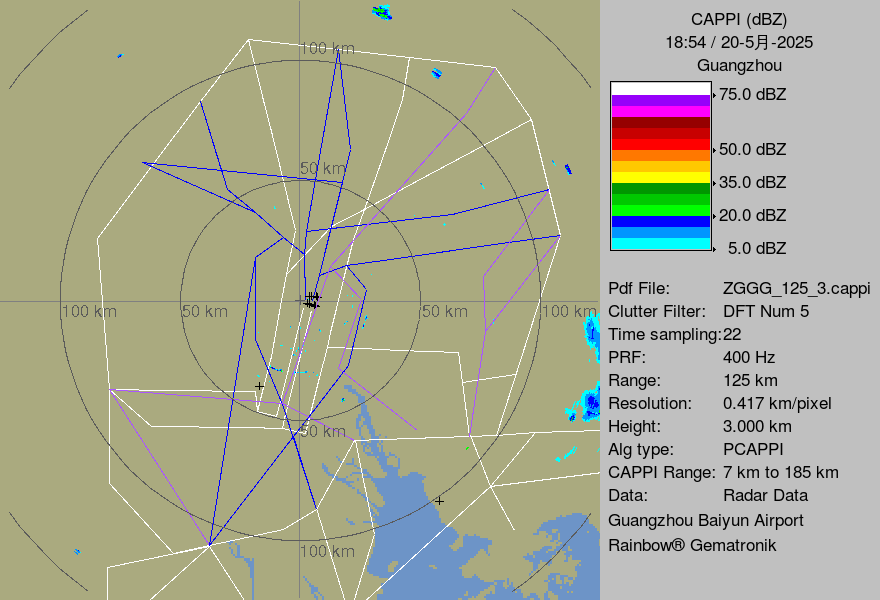 CAPPI (dBZ)
18:54 / 20-5月-2025
Guangzhou
75.0 dBZ
50.0 dBZ
35.0 dBZ
20.0 dBZ
5.0 dBZ
Pdf File: ZGGG_125_3.cappi
Clutter Filter: DFT Num 5
Time sampling:22
PRF: 400 Hz
Range: 125 km
Resolution: 0.417 km/pixel
Height: 3.000 km
Alg type: PCAPPI
CAPPI Range: 7 km to 185 km
Data: Radar Data
Guangzhou Baiyun Airport
Rainbow® Gematronik
100 km
50 km
100 km
50 km
50 km
100 km
50 km
100 km